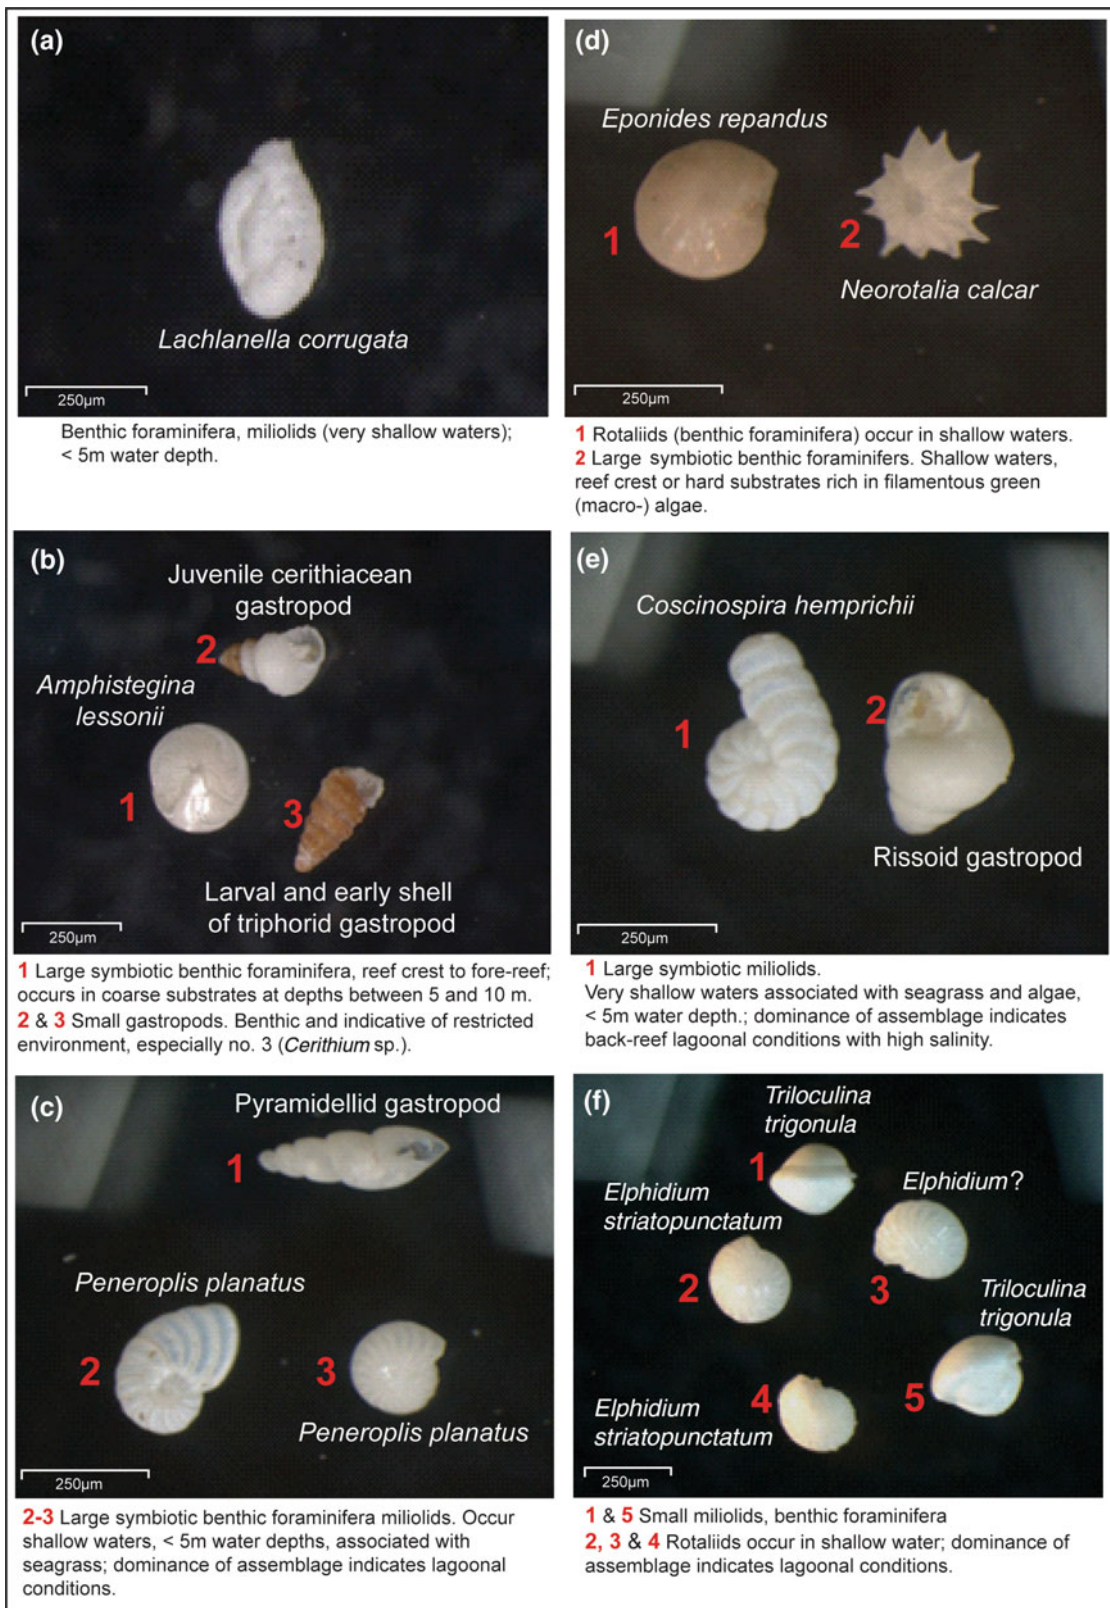 (a)
Lachlanella corrugata
250µm
Benthic foraminifera, miliolids (very shallow waters);
< 5m water depth.
(b)
Juvenile cerithiacean
gastropod
2
Amphistegina
lessonii
1
3
Larval and early shell
of triphorid gastropod
250µm
1 Large symbiotic benthic foraminifera, reef crest to fore-reef;
occurs in coarse substrates at depths between 5 and 10 m.
2 & 3 Small gastropods. Benthic and indicative of restricted
environment, especially no. 3 (Cerithium sp.).
(c)
Pyramidellid gastropod
1
Peneroplis planatus
2
3
Peneroplis planatus
250µm
2-3 Large symbiotic benthic foraminifera miliolids. Occur
shallow waters, < 5m water depths, associated with
seagrass; dominance of assemblage indicates lagoonal
conditions.
(d)
Eponides repandus
1
2
Neorotalia calcar
250µm
1 Rotaliids (benthic foraminifera) occur in shallow waters.
2 Large symbiotic benthic foraminifers. Shallow waters,
reef crest or hard substrates rich in filamentous green
(macro-) algae.
(e)
Coscinospira hemprichii
1
2
Rissoid gastropod
250µm
1 Large symbiotic miliolids.
Very shallow waters associated with seagrass and algae,
< 5m water depth.; dominance of assemblage indicates
back-reef lagoonal conditions with high salinity.
(f)
Triloculina
trigonula
1
Elphidium
striatopunctatum
2
Elphidium?
3
Triloculina
trigonula
4
5
Elphidium
striatopunctatum
250µm
1 & 5 Small miliolids, benthic foraminifera
2, 3 & 4 Rotaliids occur in shallow water; dominance of
assemblage indicates lagoonal conditions.